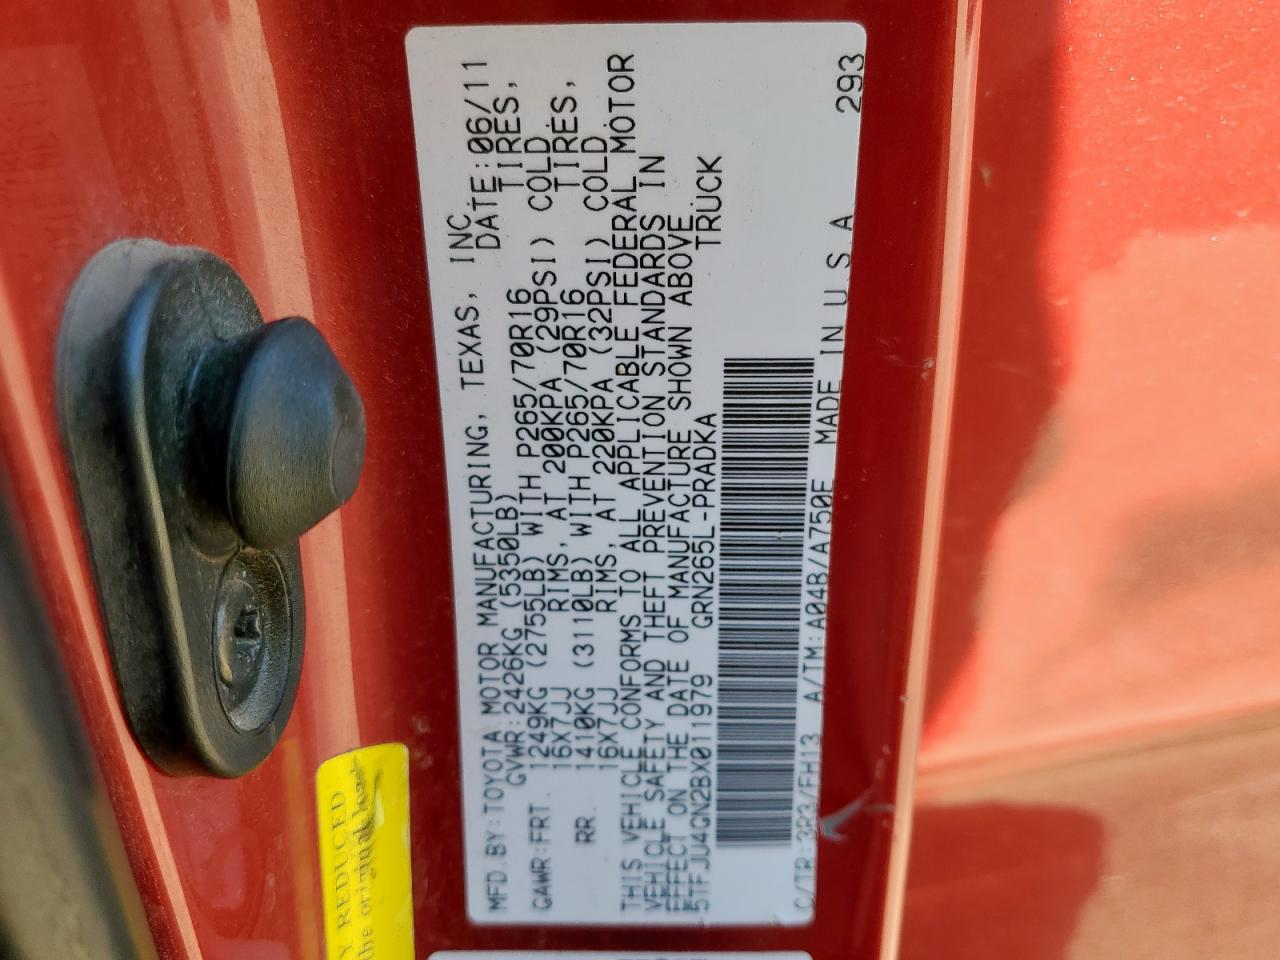 MFD. BY: TOYOTA MOTOR MANUFACTURING, TEXAS, INC.
GVWR: 2426KG (5350LB) DATE: 06/11
GAWR: FRT. 1249KG (2755LB) WITH P265/70R16 TIRES,
16X7JJ RIMS, AT 200KPA (29PSI) COLD
RR. 1410KG (3110LB) WITH P265/70R16 TIRES,
16X7JJ RIMS, AT 220KPA (32PSI) COLD
THIS VEHICLE CONFORMS TO ALL APPLICABLE FEDERAL MOTOR
VEHICLE SAFETY AND THEFT PREVENTION STANDARDS IN
EFFECT ON THE DATE OF MANUFACTURE SHOWN ABOVE.
5TFJU4GN2BX011979 GRN265L-PRADKA TRUCK
C/TR: 3R3/FH13 A/TM: A04B/A750E MADE IN U.S.A. 293
Y REDUCED
the original